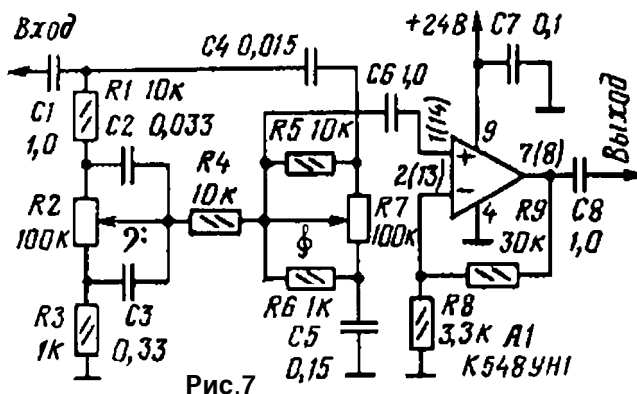 Вход
C1
1,0
R1 10к
C2 0,033
R2
100к
R3
1к
C3
0,33
C4 0,015
R4
10к
R5 10к
R6 1к
R7
100к
C5
0,15
C6 1,0
+24В
C7 0,1
1(14)
2(13)
+
−
9
4
7(8)
Выход
R9
30к
C8
1,0
R8
3,3к
A1
К548УН1
Рис.7